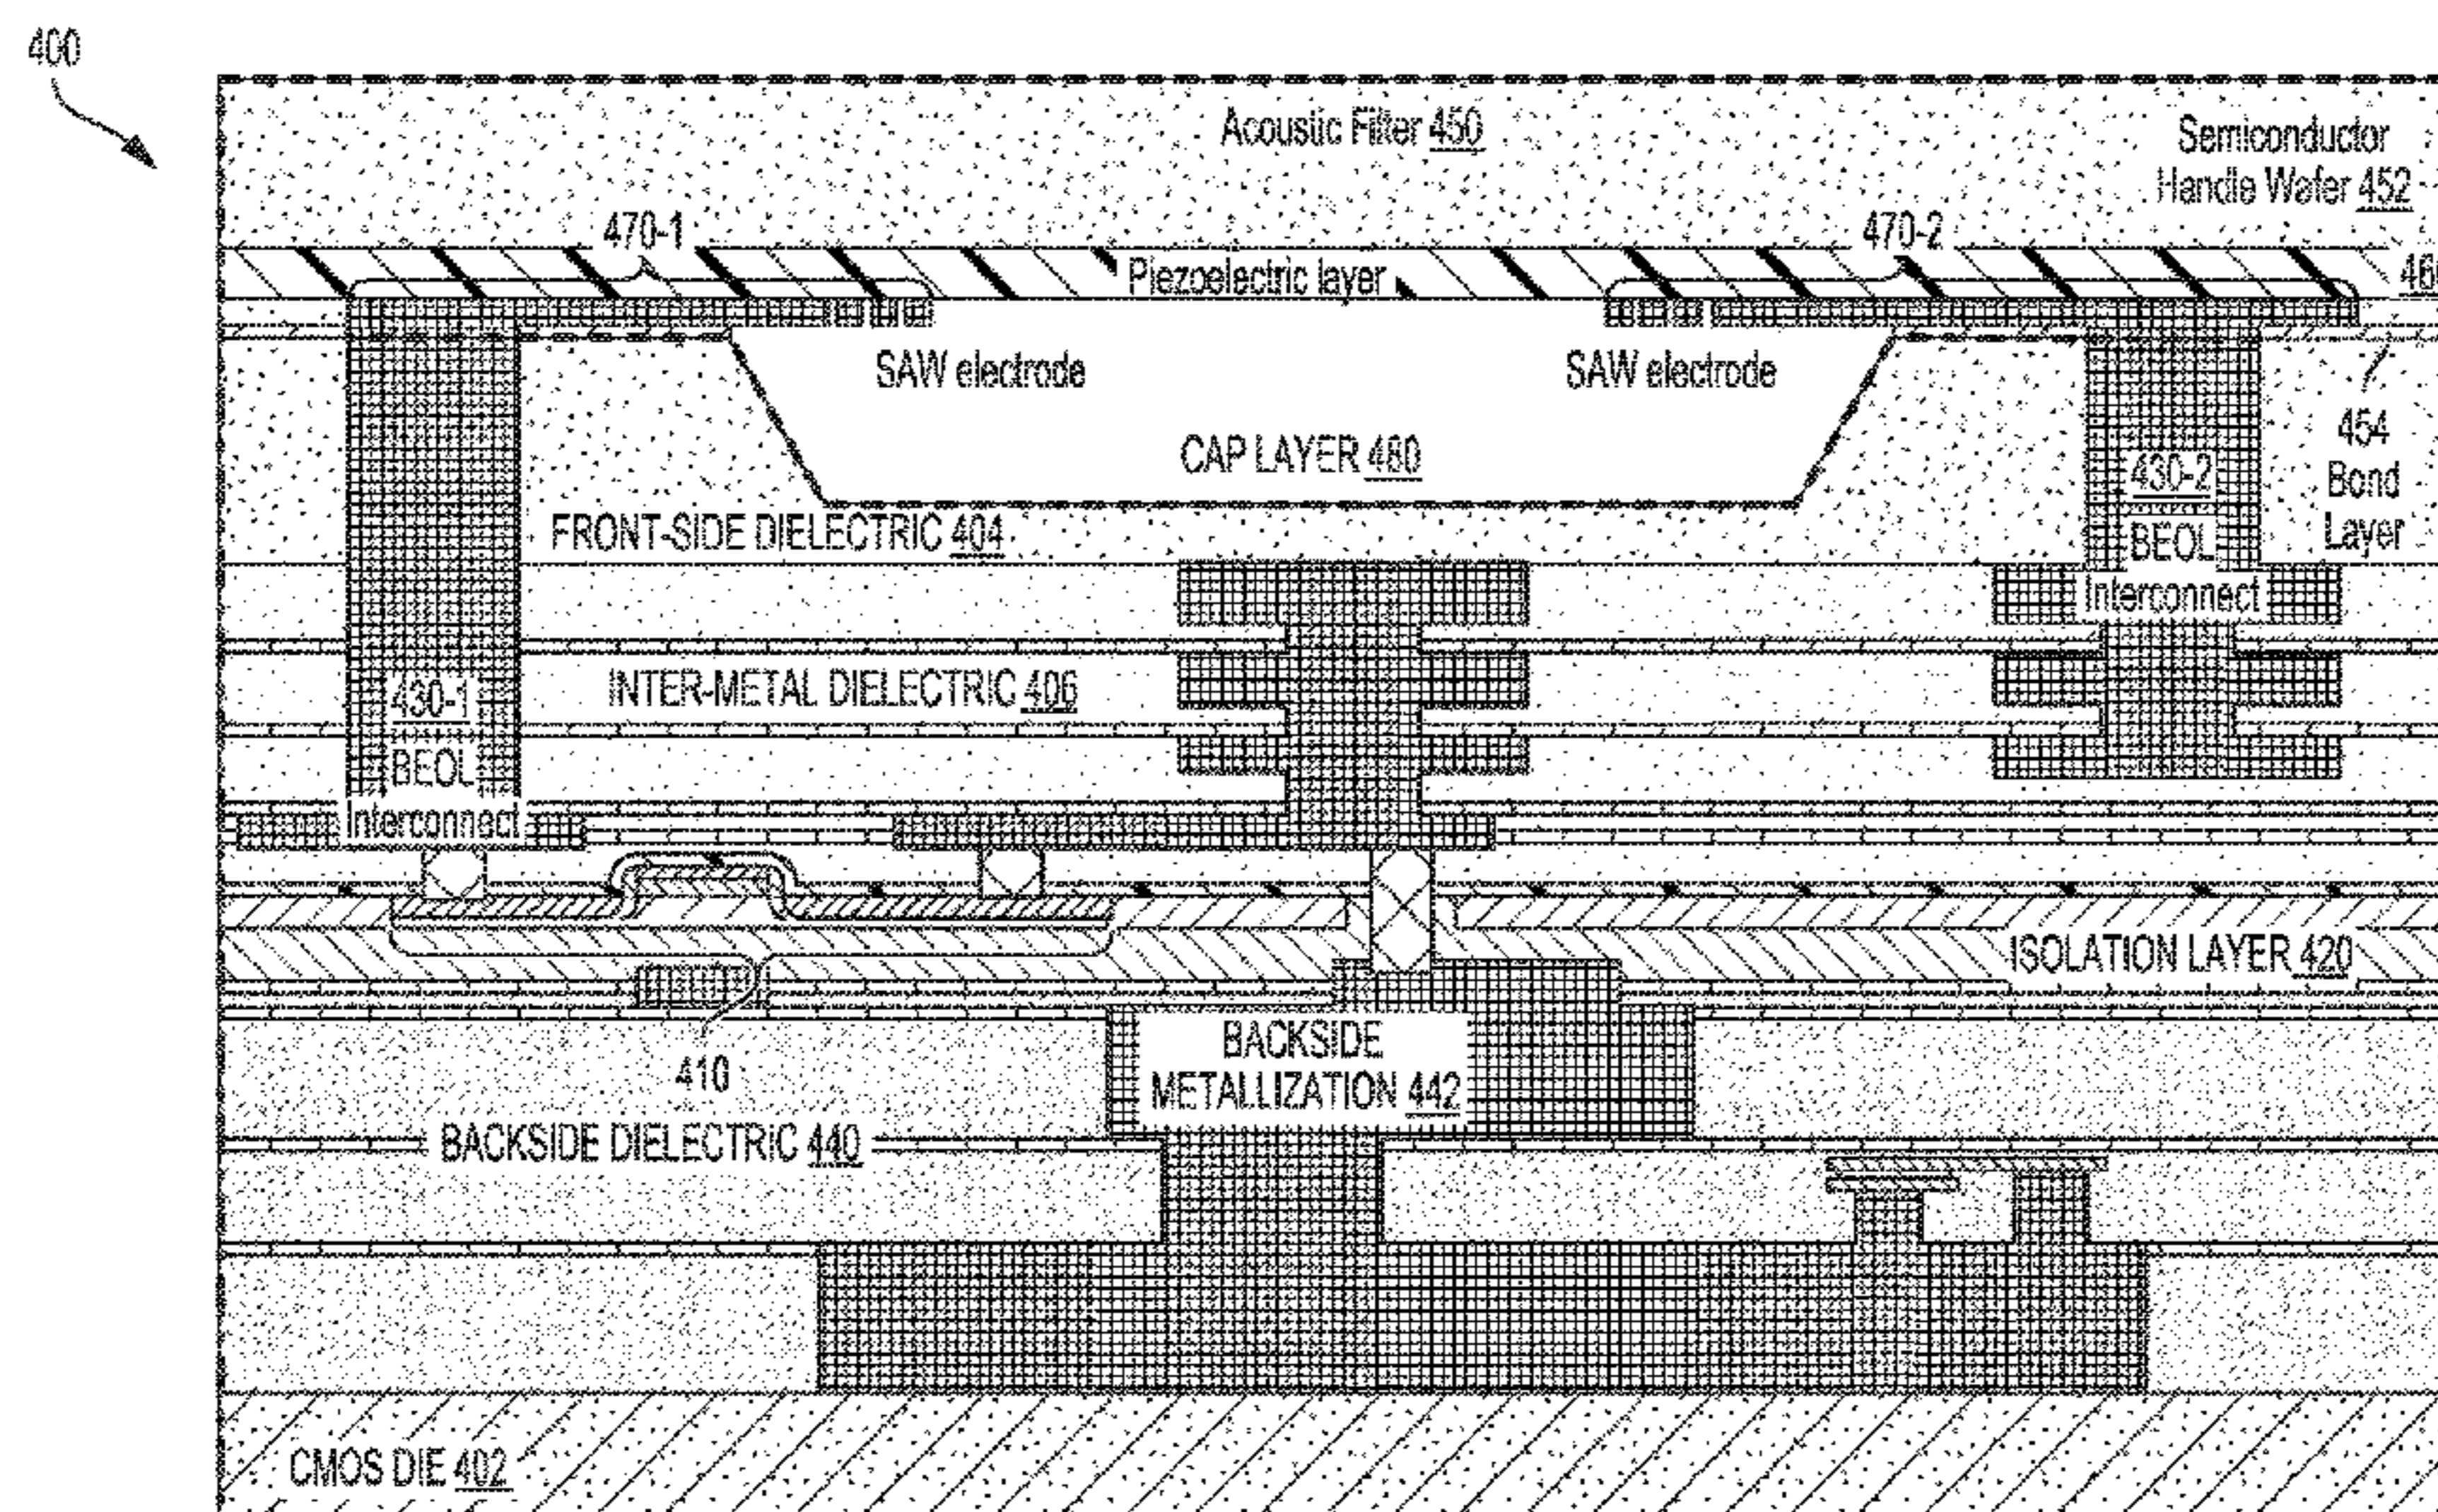 400
Acoustic Filter 450
Semiconductor
Handle Wafer 452
470-1
470-2
Piezoelectric layer
SAW electrode
SAW electrode
454
Bond
Layer
CAP LAYER 480
430-2
BEOL
Interconnect
FRONT-SIDE DIELECTRIC 404
INTER-METAL DIELECTRIC 406
430-1
BEOL
Interconnect
ISOLATION LAYER 420
410
BACKSIDE
METALLIZATION 442
BACKSIDE DIELECTRIC 440
CMOS DIE 402